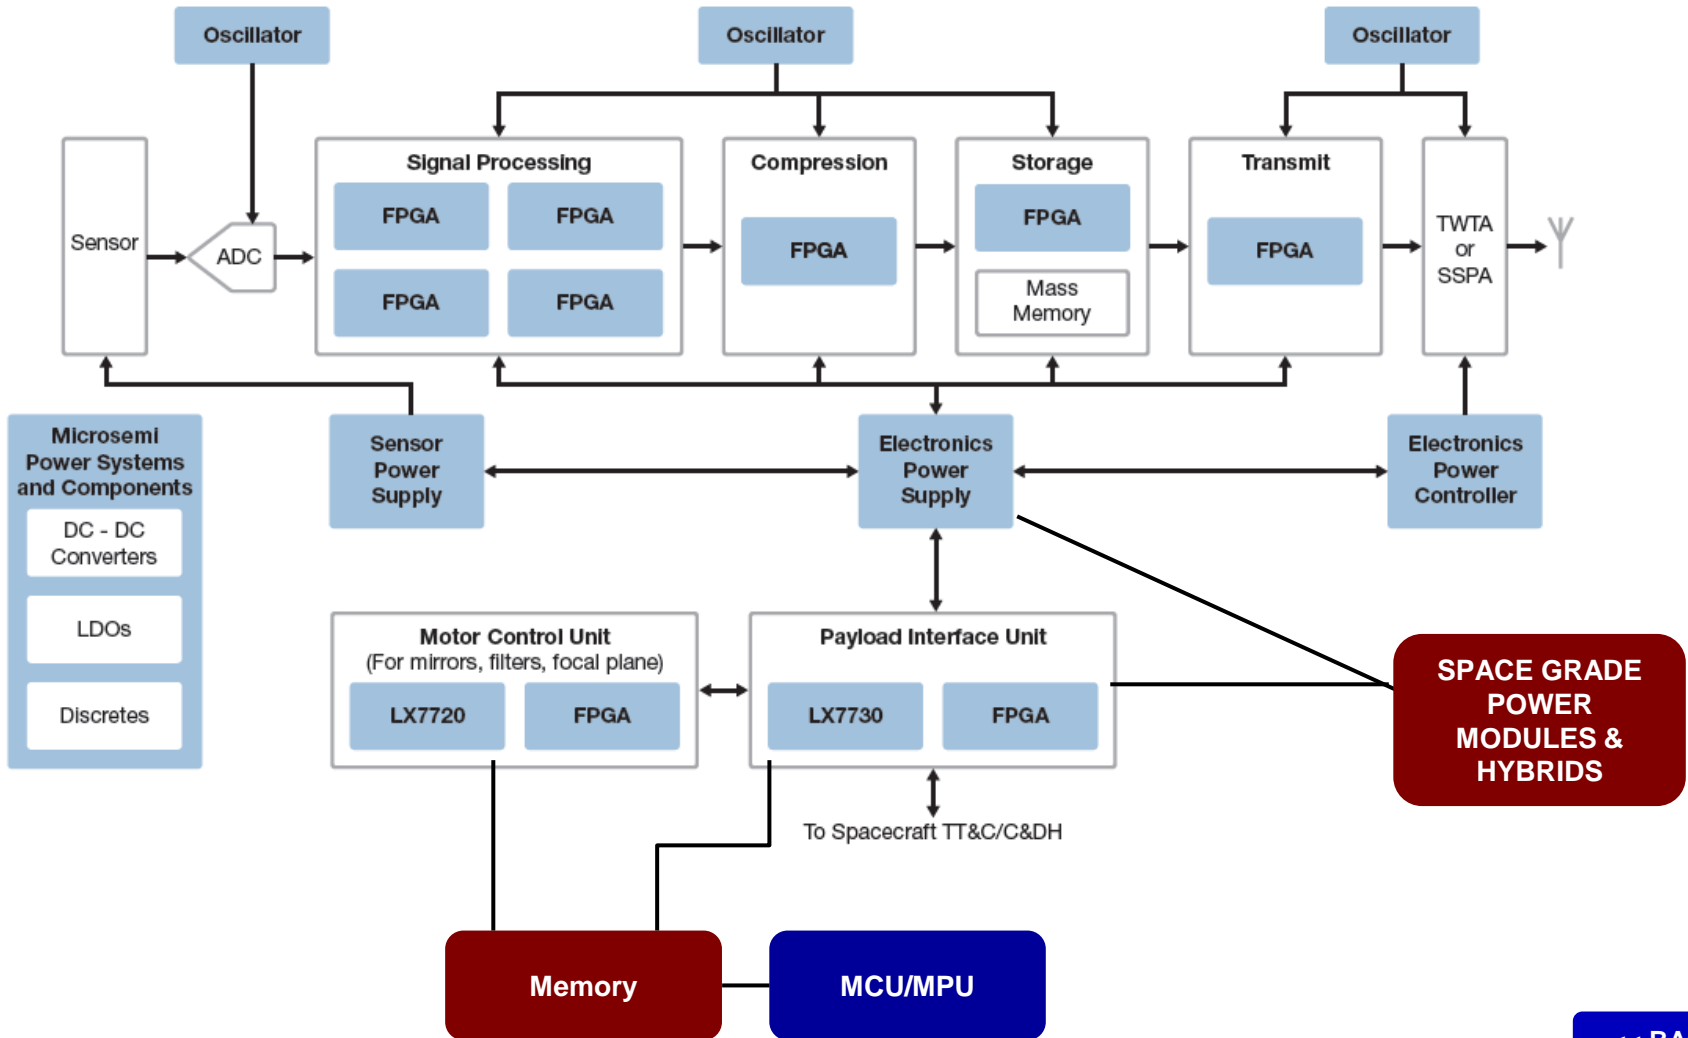 Oscillator
Oscillator
Oscillator
Sensor
ADC
Signal Processing
FPGA
FPGA
FPGA
FPGA
Compression
FPGA
Storage
FPGA
Mass
Memory
Transmit
FPGA
TWTA
or
SSPA
Microsemi
Power Systems
and Components
DC - DC
Converters
LDOs
Discretes
Sensor
Power
Supply
Electronics
Power
Supply
Electronics
Power
Controller
Motor Control Unit
(For mirrors, filters, focal plane)
LX7720
FPGA
Payload Interface Unit
LX7730
FPGA
To Spacecraft TT&C/C&DH
SPACE GRADE
POWER
MODULES &
HYBRIDS
Memory
MCU/MPU